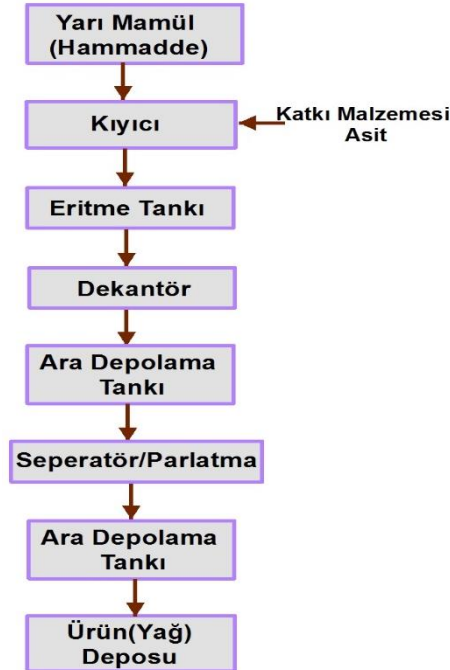 Yarı Mamül
(Hammadde)
Kıyıcı
Katkı Malzemesi
Asit
Eritme Tankı
Dekantör
Ara Depolama
Tankı
Seperatör/Parlatma
Ara Depolama
Tankı
Ürün(Yağ)
Deposu